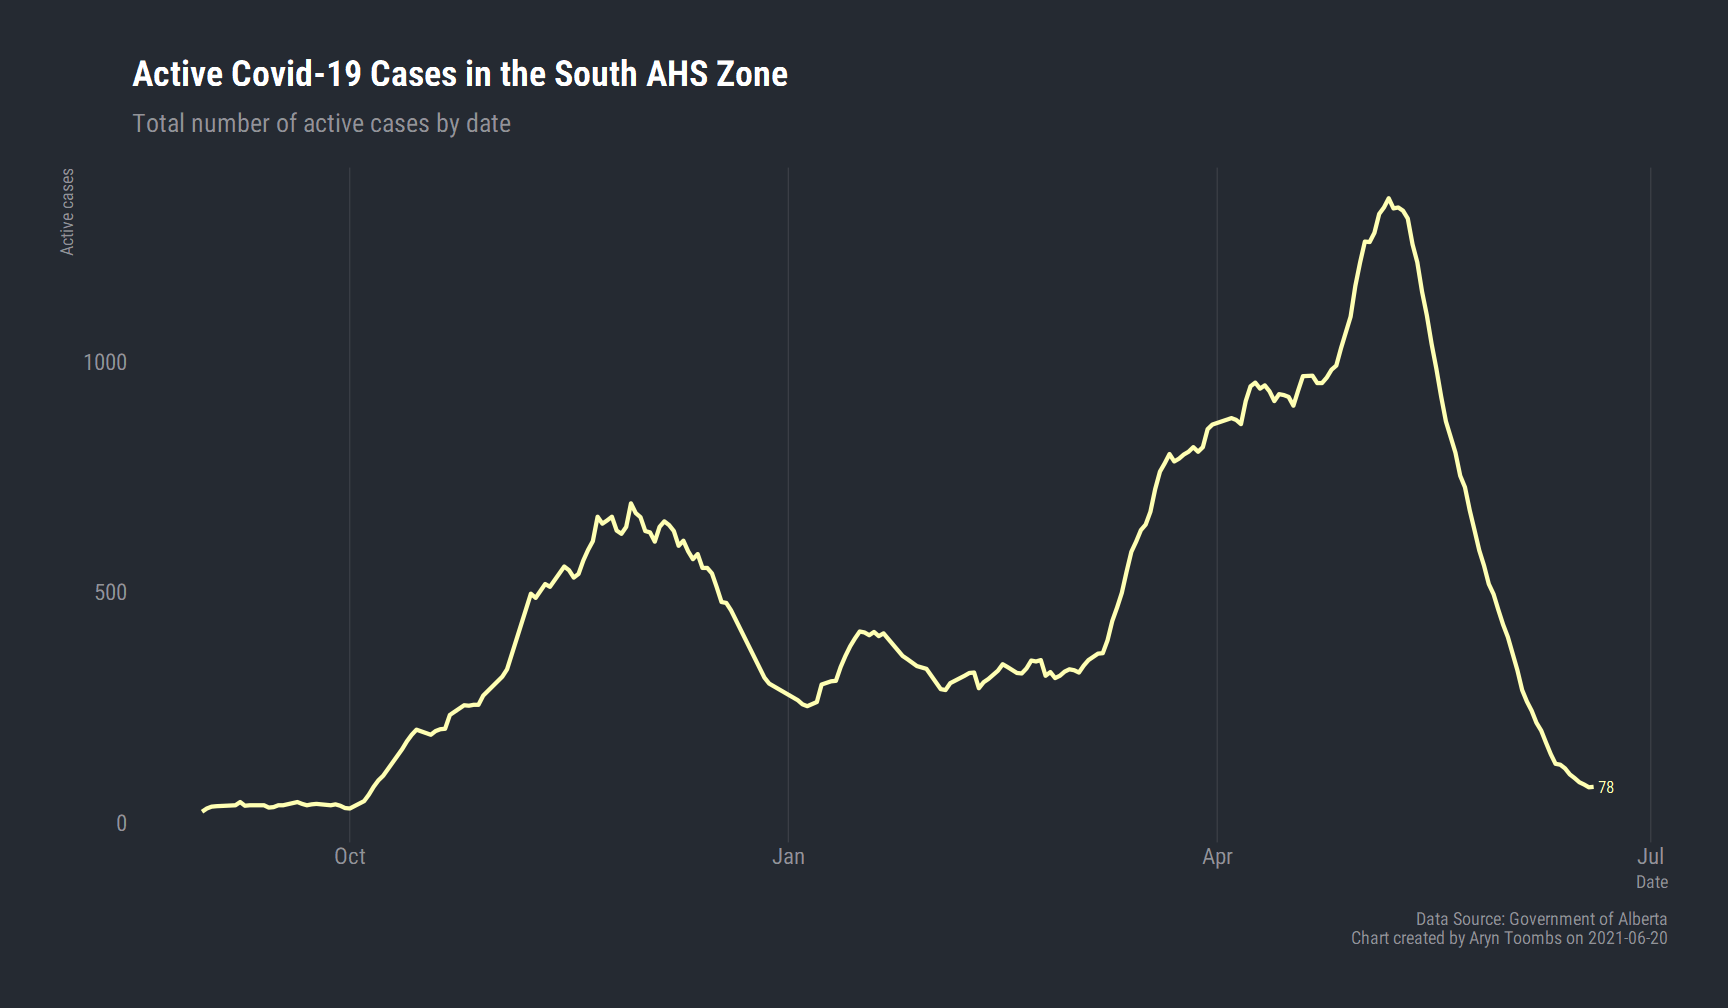 Active Covid-19 Cases in the South AHS Zone
Total number of active cases by date
Active cases
1000
500
0
78
Oct
Jan
Apr
Jul
Date
Data Source: Government of Alberta
Chart created by Aryn Toombs on 2021-06-20